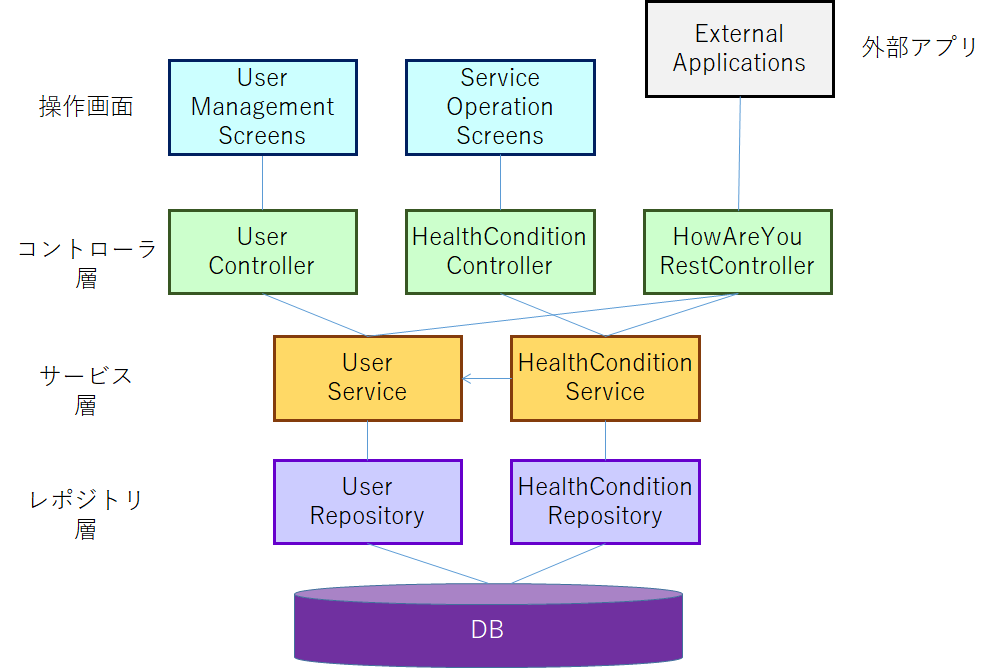 External
Applications
外部アプリ
操作画面
User
Management
Screens
Service
Operation
Screens
コントローラ
層
User
Controller
HealthCondition
Controller
HowAreYou
RestController
サービス
層
User
Service
HealthCondition
Service
レポジトリ
層
User
Repository
HealthCondition
Repository
DB